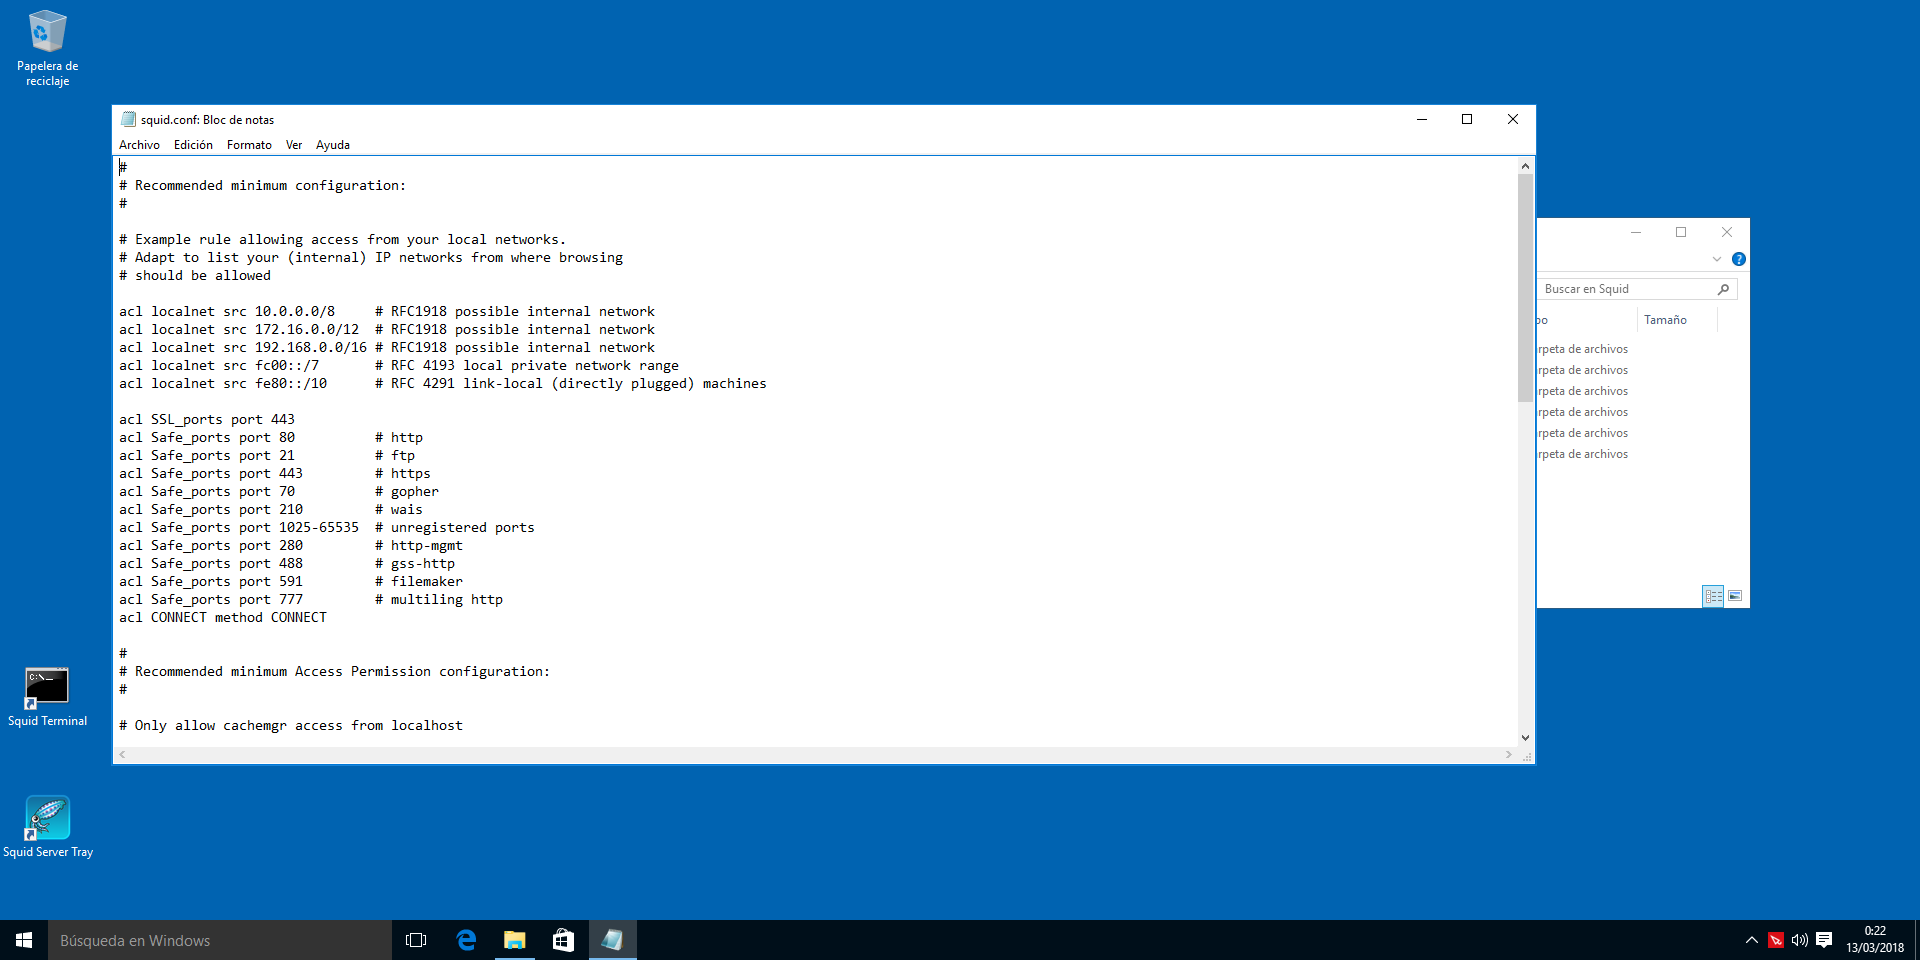 Papelera de
reciclaje
squid.conf: Bloc de notas
Archivo Edición Formato Ver Ayuda
#
# Recommended minimum configuration:
#
# Example rule allowing access from your local networks.
# Adapt to list your (internal) IP networks from where browsing
# should be allowed
acl localnet src 10.0.0.0/8 # RFC1918 possible internal network
acl localnet src 172.16.0.0/12 # RFC1918 possible internal network
acl localnet src 192.168.0.0/16 # RFC1918 possible internal network
acl localnet src fc00::/7 # RFC 4193 local private network range
acl localnet src fe80::/10 # RFC 4291 link-local (directly plugged) machines
acl SSL_ports port 443
acl Safe_ports port 80 # http
acl Safe_ports port 21 # ftp
acl Safe_ports port 443 # https
acl Safe_ports port 70 # gopher
acl Safe_ports port 210 # wais
acl Safe_ports port 1025-65535 # unregistered ports
acl Safe_ports port 280 # http-mgmt
acl Safe_ports port 488 # gss-http
acl Safe_ports port 591 # filemaker
acl Safe_ports port 777 # multiling http
acl CONNECT method CONNECT
#
# Recommended minimum Access Permission configuration:
#
# Only allow cachemgr access from localhost
Buscar en Squid
po Tamaño
rpeta de archivos
rpeta de archivos
rpeta de archivos
rpeta de archivos
rpeta de archivos
rpeta de archivos
C:\._
Squid Terminal
Squid Server Tray
Búsqueda en Windows
0:22
13/03/2018